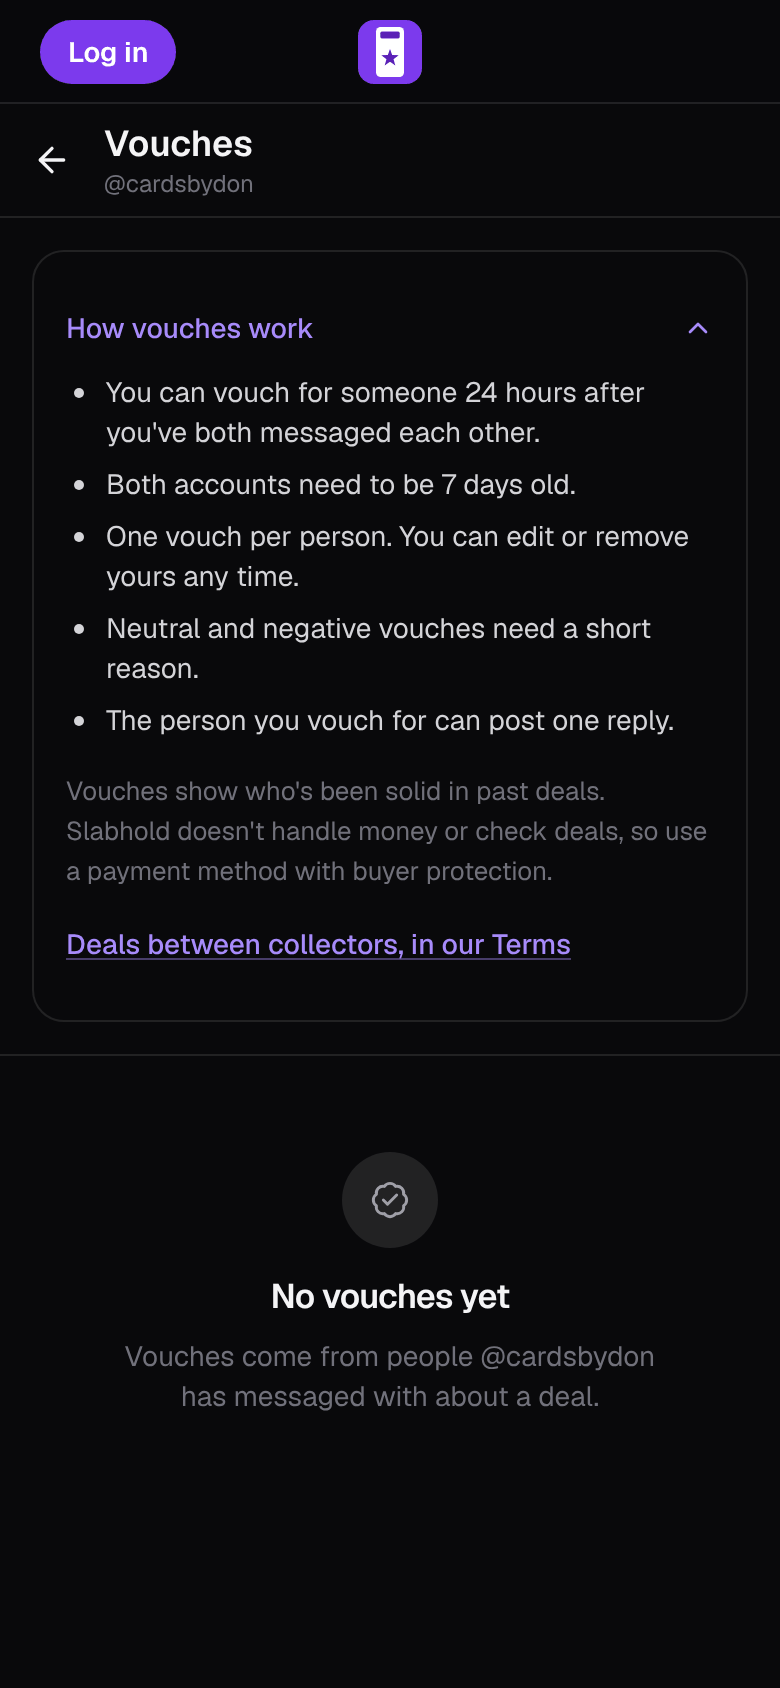 Log in
Vouches
@cardsbydon
How vouches work
You can vouch for someone 24 hours after
you've both messaged each other.
Both accounts need to be 7 days old.
One vouch per person. You can edit or remove
yours any time.
Neutral and negative vouches need a short
reason.
The person you vouch for can post one reply.
Vouches show who's been solid in past deals.
Slabhold doesn't handle money or check deals, so use
a payment method with buyer protection.
Deals between collectors, in our Terms
No vouches yet
Vouches come from people @cardsbydon
has messaged with about a deal.